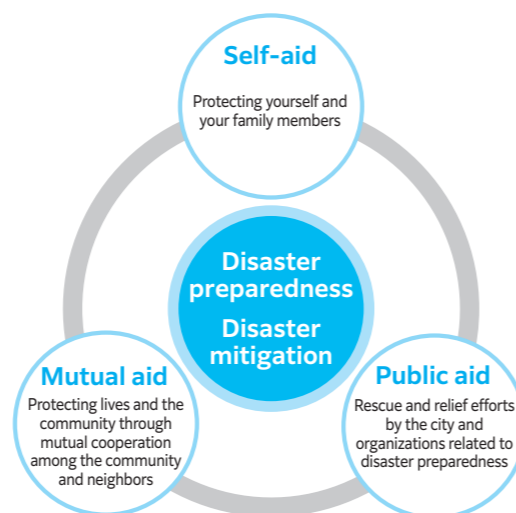 Self-aid
Protecting yourself and
your family members
Disaster
preparedness
Disaster
mitigation
Mutual aid
Protecting lives and the
community through
mutual cooperation
among the community
and neighbors
Public aid
Rescue and relief efforts
by the city and
organizations related to
disaster preparedness